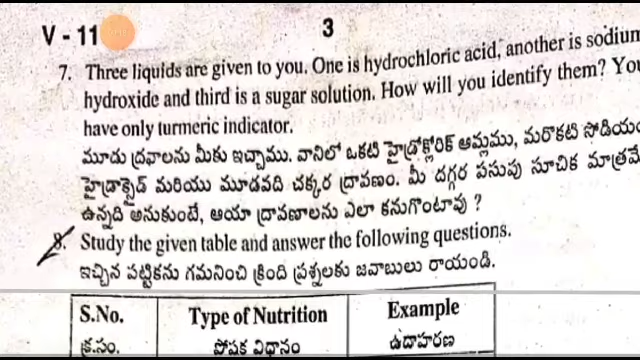 V - 11
3
7. Three liquids are given to you. One is hydrochloric acid, another is sodium
hydroxide and third is a sugar solution. How will you identify them? You
have only turmeric indicator.
మూడు ద్రవాలను మీకు ఇచ్చాము. వానిలో ఒకటి హైడ్రోక్లోరిక్ ఆమ్లము, మరొకటి సోడియం
హైడ్రాక్సైడ్ మరియు మూడవది చక్కర ద్రావణం. మీ దగ్గర పసుపు సూచిక మాత్రమే
ఉన్నది అనుకుంటే, ఆయా ద్రావణాలను ఎలా కనుగొంటావు ?
8. Study the given table and answer the following questions.
ఇచ్చిన పట్టికను గమనించి క్రింది ప్రశ్నలకు జవాబులు రాయండి.
S.No. Type of Nutrition Example
క్ర.సం. పోషక విధానం ఉదాహరణ